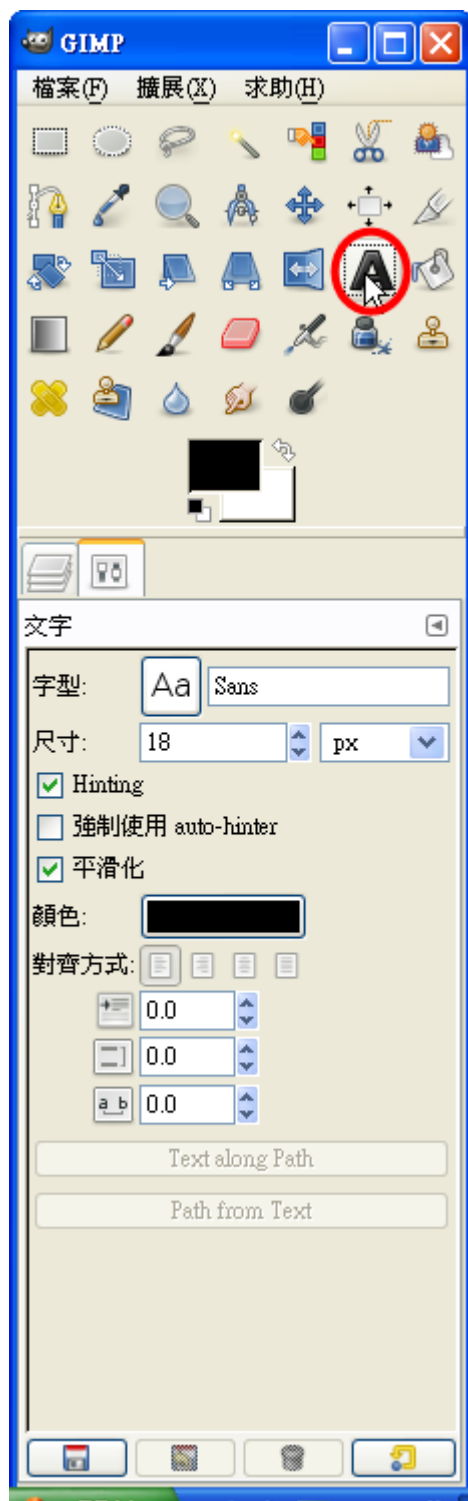 GIMP
檔案(F) 擴展(X) 求助(H)
A
文字
字型: Aa Sans
尺寸: 18 px
Hinting
強制使用 auto-hinter
平滑化
顏色:
對齊方式:
0.0
0.0
a b 0.0
Text along Path
Path from Text